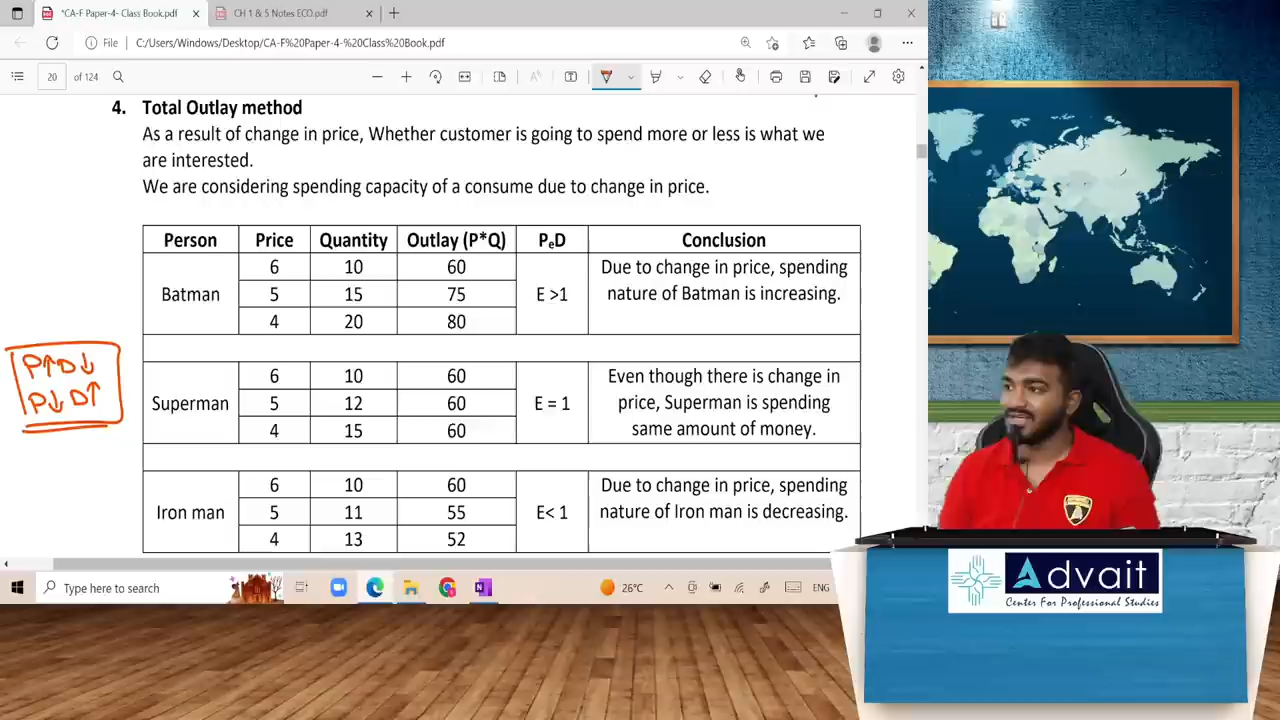 *CA-F Paper-4- Class Book.pdf
CH 1 & 5 Notes ECO.pdf
File
C:/Users/Windows/Desktop/CA-F%20Paper-4-%20Class%20Book.pdf
20 of 124
4. Total Outlay method
As a result of change in price, Whether customer is going to spend more or less is what we
are interested.
We are considering spending capacity of a consume due to change in price.
Person Price Quantity Outlay (P*Q) PeD Conclusion
Batman
6 10 60
5 15 75
4 20 80
E >1
Due to change in price, spending
nature of Batman is increasing.
P↑D↓
P↓D↑
Superman
6 10 60
5 12 60
4 15 60
E = 1
Even though there is change in
price, Superman is spending
same amount of money.
Iron man
6 10 60
5 11 55
4 13 52
E< 1
Due to change in price, spending
nature of Iron man is decreasing.
Type here to search
26°C
ENG
Advait
Center For Professional Studies